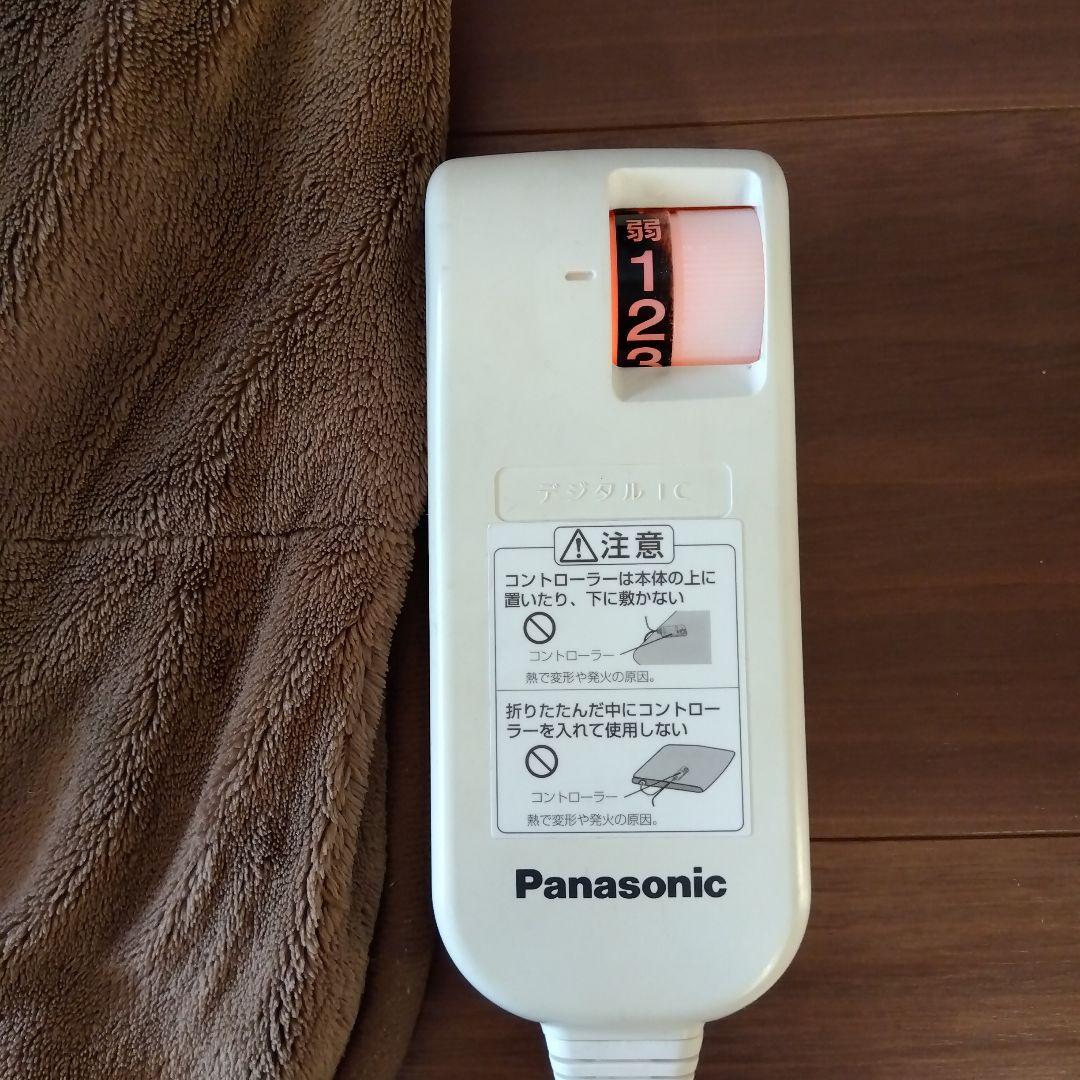 弱
1
2
3
デジタルIC
注意
コントローラーは本体の上に
置いたり、下に敷かない
コントローラー
熱で変形や発火の原因。
折りたたんだ中にコントロー
ラーを入れて使用しない
コントローラー
熱で変形や発火の原因。
Panasonic